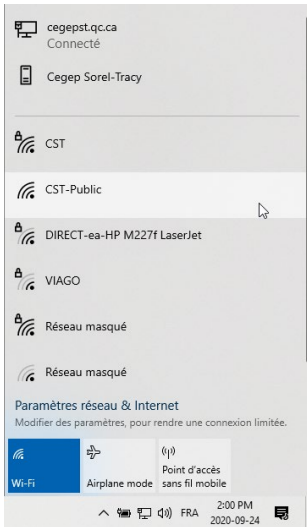 cegepst.qc.ca
Connecté
Cegep Sorel-Tracy
CST
CST-Public
DIRECT-ea-HP M227f LaserJet
VIAGO
Réseau masqué
Réseau masqué
Paramètres réseau & Internet
Modifier des paramètres, pour rendre une connexion limitée.
Wi-Fi
Airplane mode
Point d'accès
sans fil mobile
FRA
2:00 PM
2020-09-24